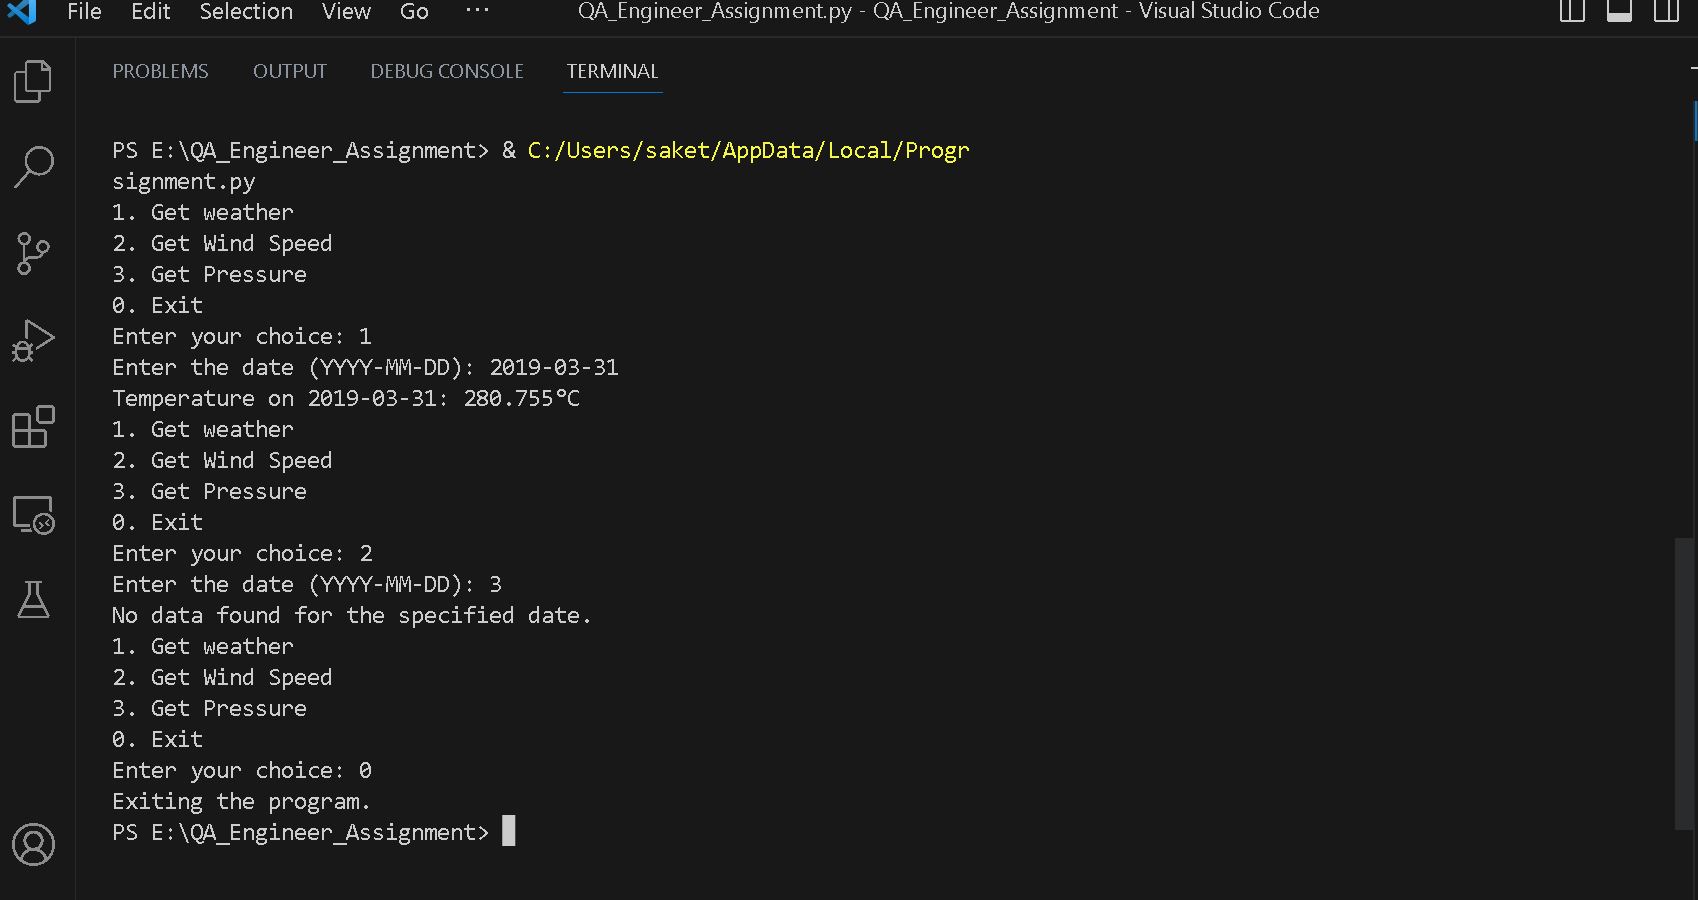 File Edit Selection View Go ··· QA_Engineer_Assignment.py - QA_Engineer_Assignment - Visual Studio Code
PROBLEMS OUTPUT DEBUG CONSOLE TERMINAL
PS E:\QA_Engineer_Assignment> & C:/Users/saket/AppData/Local/Progr
signment.py
1. Get weather
2. Get Wind Speed
3. Get Pressure
0. Exit
Enter your choice: 1
Enter the date (YYYY-MM-DD): 2019-03-31
Temperature on 2019-03-31: 280.755°C
1. Get weather
2. Get Wind Speed
3. Get Pressure
0. Exit
Enter your choice: 2
Enter the date (YYYY-MM-DD): 3
No data found for the specified date.
1. Get weather
2. Get Wind Speed
3. Get Pressure
0. Exit
Enter your choice: 0
Exiting the program.
PS E:\QA_Engineer_Assignment>